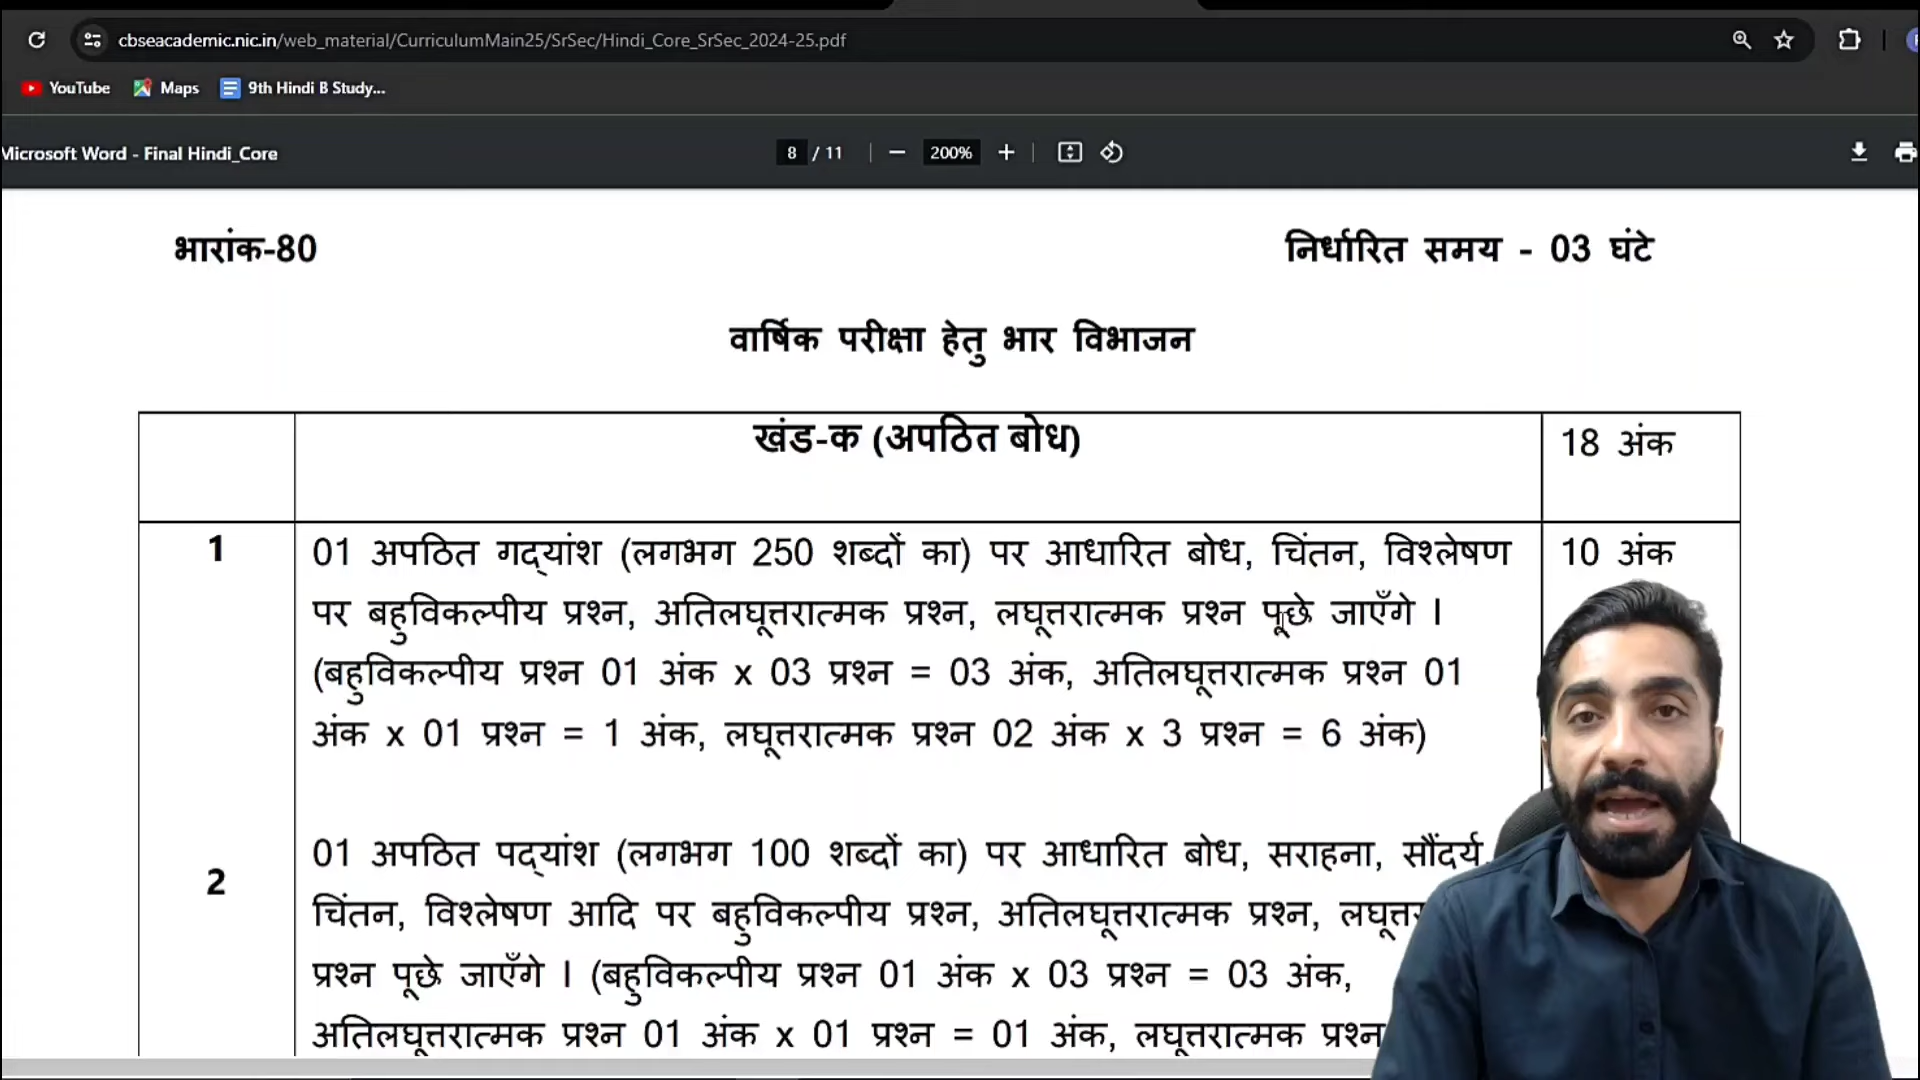 cbseacademic.nic.in/web_material/CurriculumMain25/SrSec/Hindi_Core_SrSec_2024-25.pdf
YouTube Maps 9th Hindi B Study...
Microsoft Word - Final Hindi_Core 8 / 11 200%
भारांक-80 निर्धारित समय - 03 घंटे
वार्षिक परीक्षा हेतु भार विभाजन
खंड-क (अपठित बोध) 18 अंक
1 01 अपठित गद्यांश (लगभग 250 शब्दों का) पर आधारित बोध, चिंतन, विश्लेषण 10 अंक
पर बहुविकल्पीय प्रश्न, अतिलघूत्तरात्मक प्रश्न, लघूत्तरात्मक प्रश्न पूछे जाएँगे ।
(बहुविकल्पीय प्रश्न 01 अंक x 03 प्रश्न = 03 अंक, अतिलघूत्तरात्मक प्रश्न 01
अंक x 01 प्रश्न = 1 अंक, लघूत्तरात्मक प्रश्न 02 अंक x 3 प्रश्न = 6 अंक)
01 अपठित पद्यांश (लगभग 100 शब्दों का) पर आधारित बोध, सराहना, सौंदर्य,
2 चिंतन, विश्लेषण आदि पर बहुविकल्पीय प्रश्न, अतिलघूत्तरात्मक प्रश्न,
प्रश्न पूछे जाएँगे । (बहुविकल्पीय प्रश्न 01 अंक x 03 प्रश्न = 03 अंक,
अतिलघूत्तरात्मक प्रश्न 01 अंक x 01 प्रश्न = 01 अंक, लघूत्तरात्मक प्रश्न